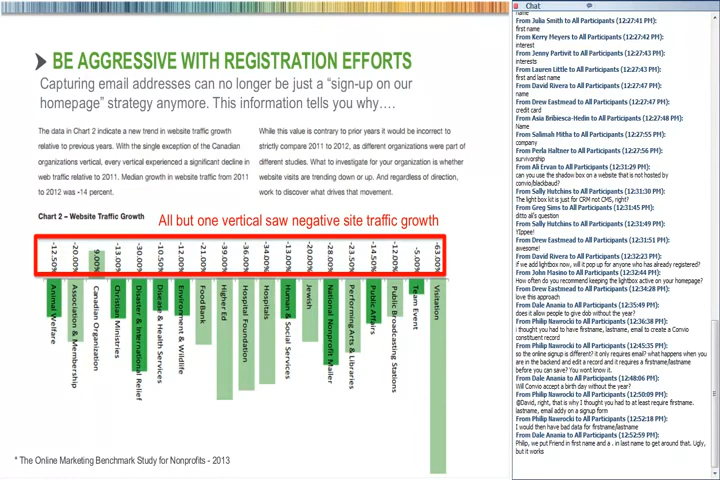 BE AGGRESSIVE WITH REGISTRATION EFFORTS
Capturing email addresses can no longer be just a “sign-up on our
homepage” strategy anymore. This information tells you why….
The data in Chart 2 indicate a new trend in website traffic growth
relative to previous years. With the single exception of the Canadian
organizations vertical, every vertical experienced a significant decline in
web traffic relative to 2011. Median growth in website traffic from 2011
to 2012 was -14 percent.
While this value is contrary to prior years it would be incorrect to
strictly compare 2011 to 2012, as different organizations were part of
different studies. What to investigate for your organization is whether
website visits are trending down or up. And regardless of direction,
work to discover what drives that movement.
Chart 2 – Website Traffic Growth
All but one vertical saw negative site traffic growth
-12.50%
-20.00%
9.00%
-13.00%
-30.00%
-10.50%
-12.00%
-21.00%
-39.00%
-36.00%
-34.00%
-13.00%
-20.00%
-28.00%
-23.50%
-14.50%
-12.00%
-5.00%
-63.00%
Animal Welfare
Association & Membership
Canadian Organization
Christian Ministries
Disaster & International Relief
Disease & Health Services
Environment & Wildlife
Food Bank
Higher Ed
Hospital Foundation
Hospitals
Human & Social Services
Jewish
National Nonprofit Mailer
Performing Arts & Libraries
Public Affairs
Public Broadcasting Stations
Team Event
Visitation
* The Online Marketing Benchmark Study for Nonprofits - 2013
Chat
name
From Julia Smith to All Participants (12:27:41 PM):
first name
From Kerry Meyers to All Participants (12:27:42 PM):
interest
From Jenny Partivit to All Participants (12:27:43 PM):
interests
From Lauren Little to All Participants (12:27:43 PM):
first and last name
From David Rivera to All Participants (12:27:47 PM):
name
From Drew Eastmead to All Participants (12:27:47 PM):
credit card
From Asia Bribiesca-Hedin to All Participants (12:27:48 PM):
Name
From Salimah Mitha to All Participants (12:27:55 PM):
company
From Perla Haltner to All Participants (12:27:56 PM):
survivorship
From Ali Ervan to All Participants (12:31:29 PM):
can you use the shadow box on a website that is not hosted by
convio/blackbaud?
From Sally Hutchins to All Participants (12:31:30 PM):
The light box kit is just for CRM not CMS, right?
From Greg Sims to All Participants (12:31:45 PM):
ditto ali's question
From Sally Hutchins to All Participants (12:31:49 PM):
Yippee!
From Drew Eastmead to All Participants (12:31:51 PM):
awesome!
From David Rivera to All Participants (12:32:23 PM):
if we add lightbox now, will it pop up for anyone who has already registered?
From John Masino to All Participants (12:32:44 PM):
How often do you recommend keeping the lightbox active on your homepage?
From Drew Eastmead to All Participants (12:34:28 PM):
love this approach
From Dale Anania to All Participants (12:35:49 PM):
does it allow people to give dob without the year?
From Philip Nawrocki to All Participants (12:36:38 PM):
i thought you had to have firstname, lastname, email to create a Convio
constituent record
From Philip Nawrocki to All Participants (12:45:35 PM):
so the online signup is different? it only requires email? what happens when you
are in the backend and edit a record and it requires a firstname/lastname
before you can save? You wont know it.
From Dale Anania to All Participants (12:48:06 PM):
Will Convio accept a birth day without the year?
From Philip Nawrocki to All Participants (12:50:09 PM):
@David, right, that is why I thought you had to at least require firstname.
lastname, email addy on a signup form
From Philip Nawrocki to All Participants (12:52:18 PM):
I would then have bad data for firstname/lastname
From Dale Anania to All Participants (12:52:59 PM):
Philip, we put Friend in first name and a . in last name to get around that. Ugly,
but it works